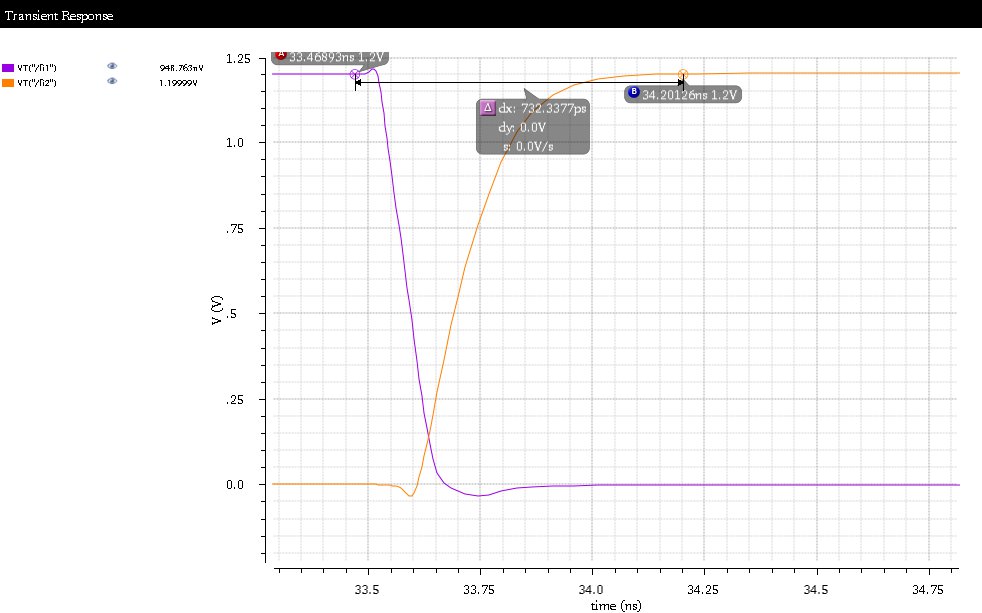 Transient Response
VT("/R1") 948.763nV
VT("/R2") 1.19999V
A 33.46893ns 1.2V
B 34.20126ns 1.2V
Δ dx: 732.3377ps
dy: 0.0V
s: 0.0V/s
V (V)
1.25
1.0
.75
.5
.25
0.0
33.5 33.75 34.0 34.25 34.5 34.75
time (ns)